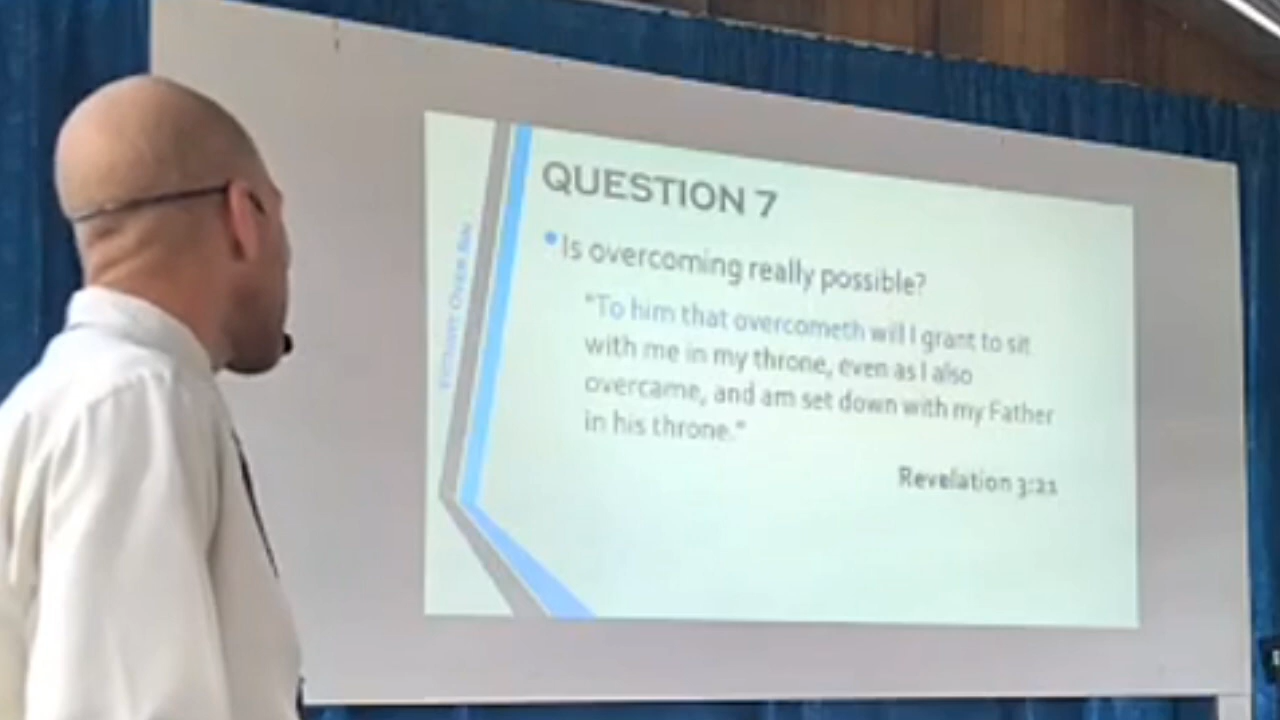 QUESTION 7
Is overcoming really possible?
"To him that overcometh will I grant to sit
with me in my throne, even as I also
overcame, and am set down with my Father
in his throne."
Revelation 3:21